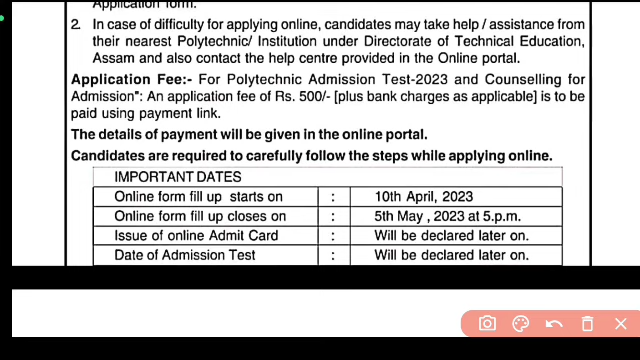 Application form.
2. In case of difficulty for applying online, candidates may take help / assistance from
their nearest Polytechnic/ Institution under Directorate of Technical Education,
Assam and also contact the help centre provided in the Online portal.
Application Fee:- For Polytechnic Admission Test-2023 and Counselling for
Admission": An application fee of Rs. 500/- [plus bank charges as applicable] is to be
paid using payment link.
The details of payment will be given in the online portal.
Candidates are required to carefully follow the steps while applying online.
IMPORTANT DATES
Online form fill up starts on : 10th April, 2023
Online form fill up closes on : 5th May , 2023 at 5.p.m.
Issue of online Admit Card : Will be declared later on.
Date of Admission Test : Will be declared later on.